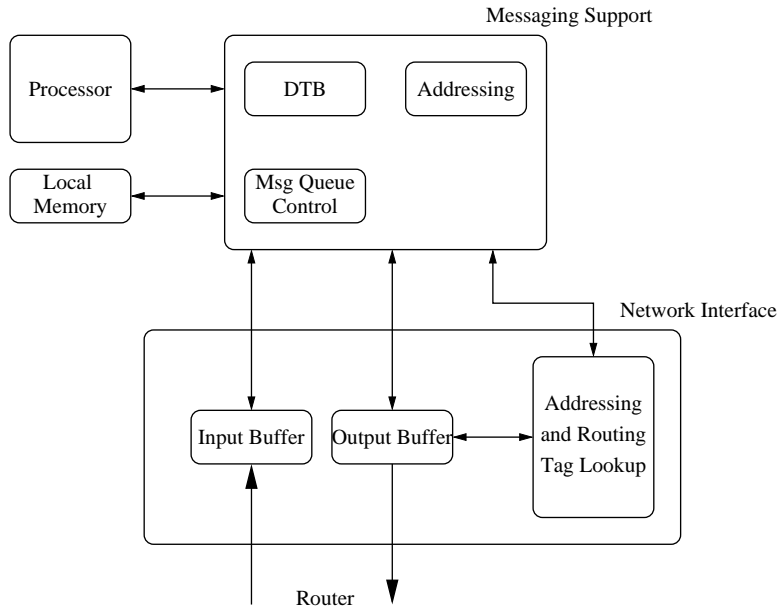 Messaging Support
Processor
DTB
Addressing
Local
Memory
Msg Queue
Control
Network Interface
Input Buffer
Output Buffer
Addressing
and Routing
Tag Lookup
Router